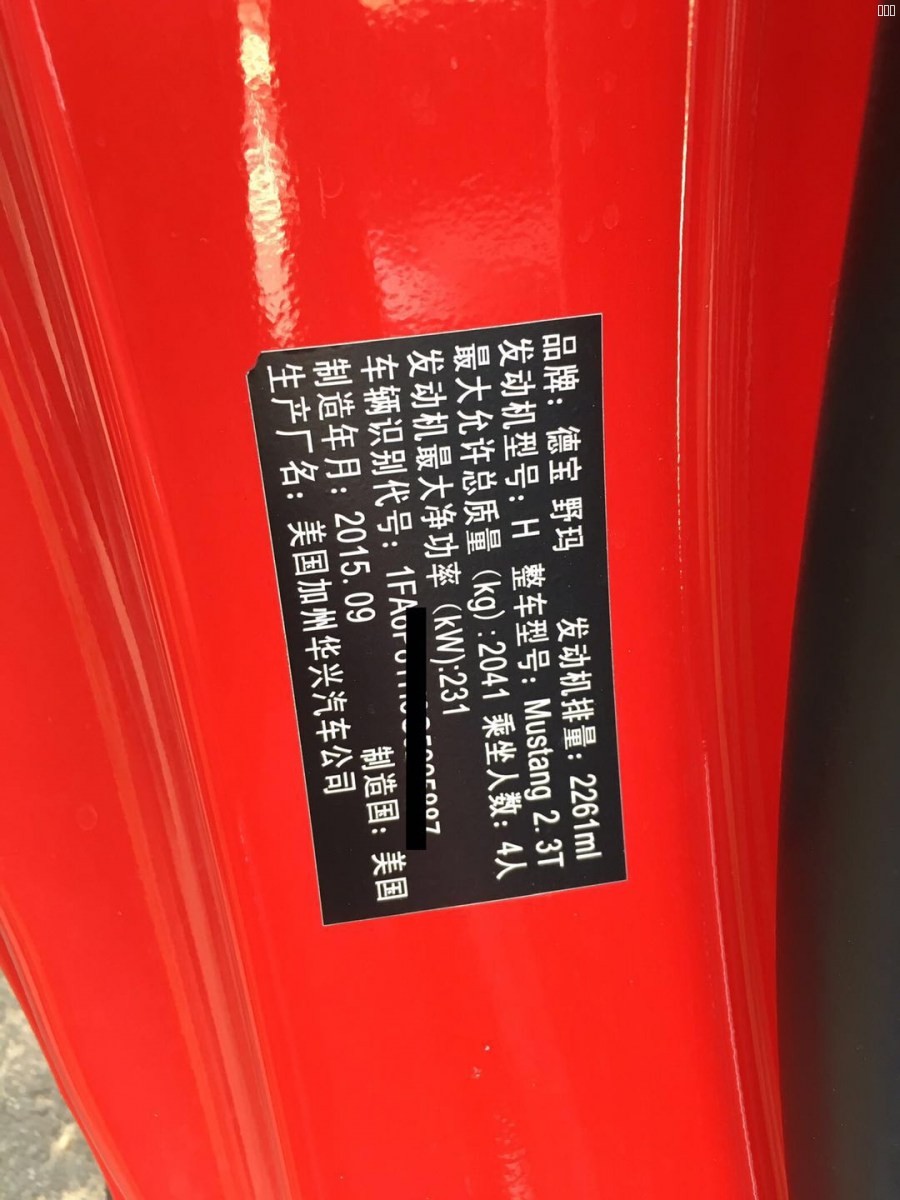 品牌：德宝 野玛 发动机排量：2261ml
发动机型号：H 整车型号：Mustang 2.3T
最大允许总质量（kg）:2041 乘坐人数：4人
发动机最大净功率（kW）:231
车辆识别代号：
制造年月：2015.09 制造国：美国
生产厂名：美国加州华兴汽车公司